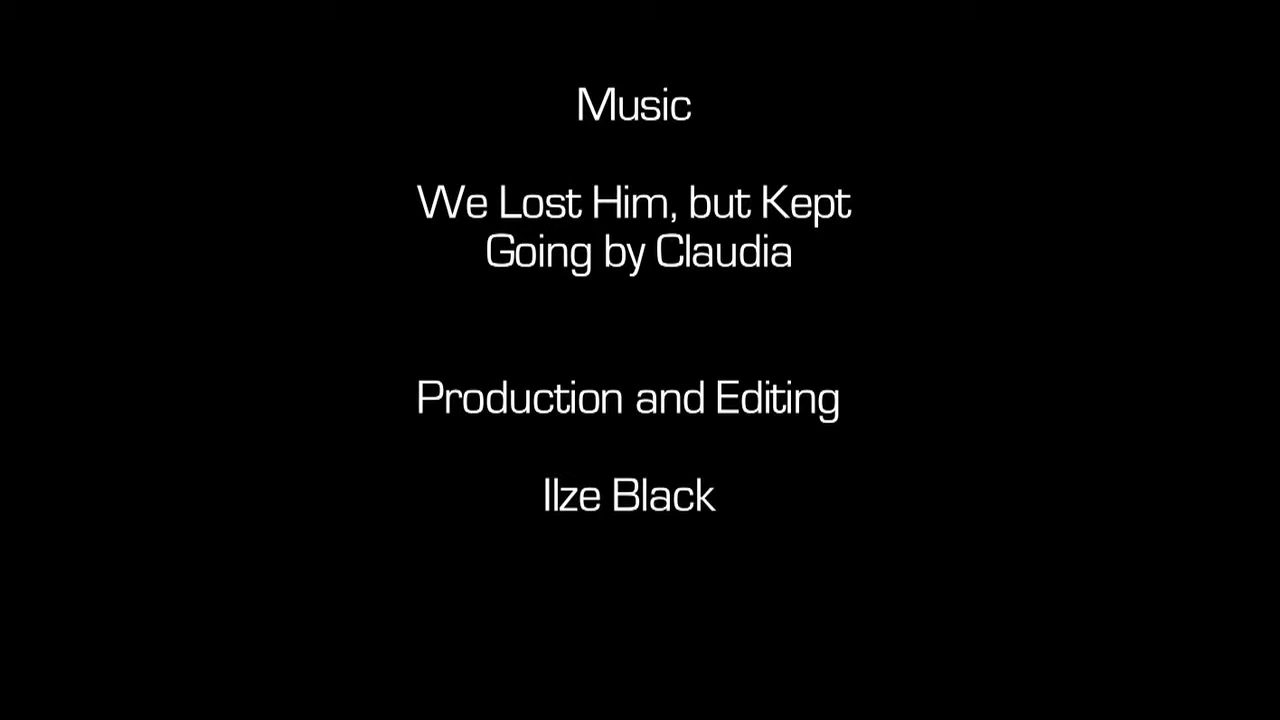 Music
We Lost Him, but Kept
Going by Claudia
Production and Editing
Ilze Black